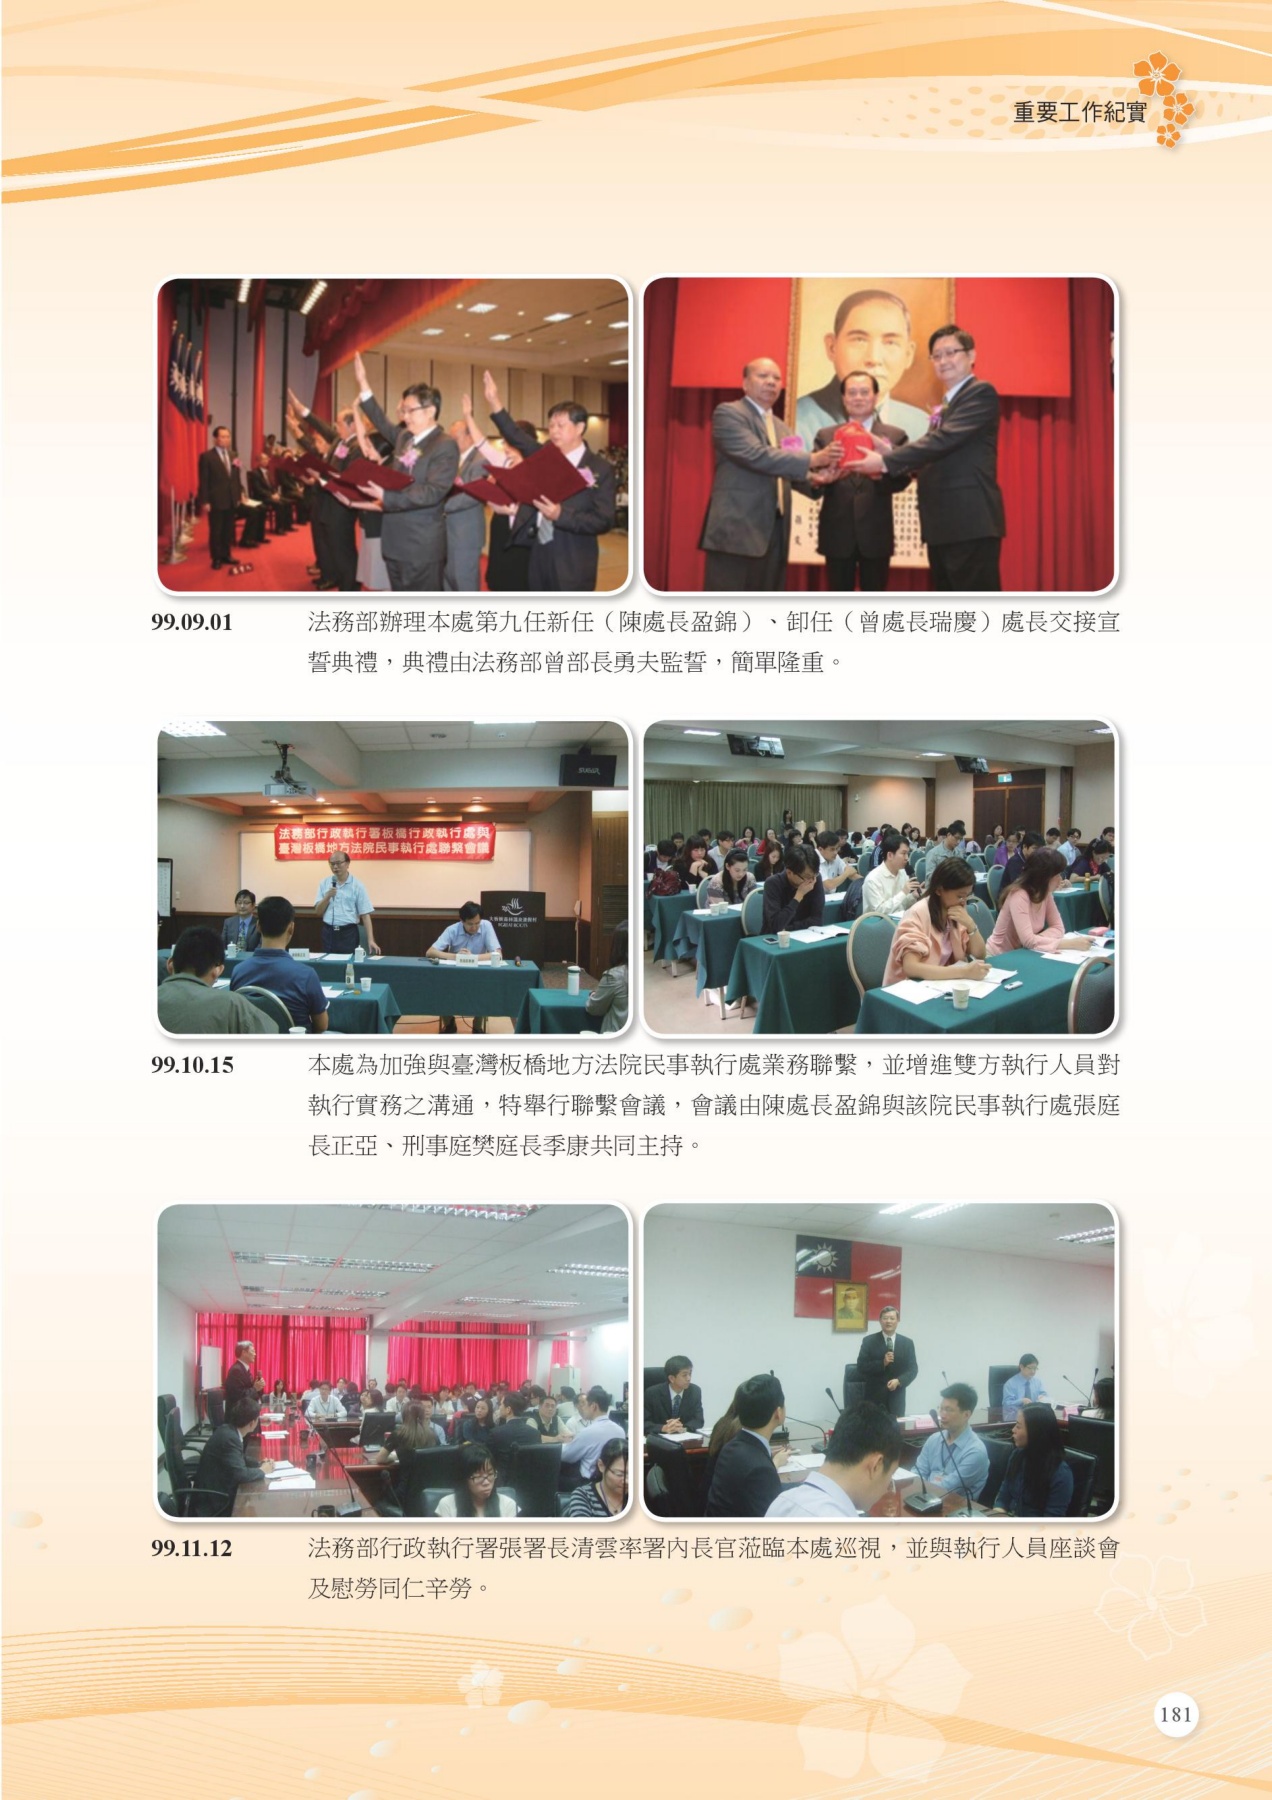 重要工作紀實
99.09.01 法務部辦理本處第九任新任（陳處長盈錦）、卸任（曾處長瑞慶）處長交接宣
誓典禮，典禮由法務部曾部長勇夫監誓，簡單隆重。
法務部行政執行署板橋行政執行處與
臺灣板橋地方法院民事執行處聯繫會議
99.10.15 本處為加強與臺灣板橋地方法院民事執行處業務聯繫，並增進雙方執行人員對
執行實務之溝通，特舉行聯繫會議，會議由陳處長盈錦與該院民事執行處張庭
長正亞、刑事庭樊庭長季康共同主持。
99.11.12 法務部行政執行署張署長清雲率署內長官蒞臨本處巡視，並與執行人員座談會
及慰勞同仁辛勞。
181